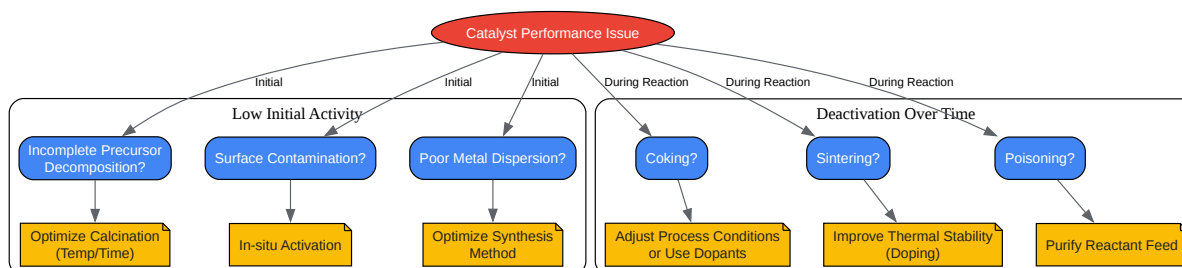 Catalyst Performance Issue
Initial
Initial
Initial
During Reaction
During Reaction
During Reaction
Low Initial Activity
Deactivation Over Time
Incomplete Precursor
Decomposition?
Surface Contamination?
Poor Metal Dispersion?
Coking?
Sintering?
Poisoning?
Optimize Calcination
(Temp/Time)
In-situ Activation
Optimize Synthesis
Method
Adjust Process Conditions
or Use Dopants
Improve Thermal Stability
(Doping)
Purify Reactant Feed